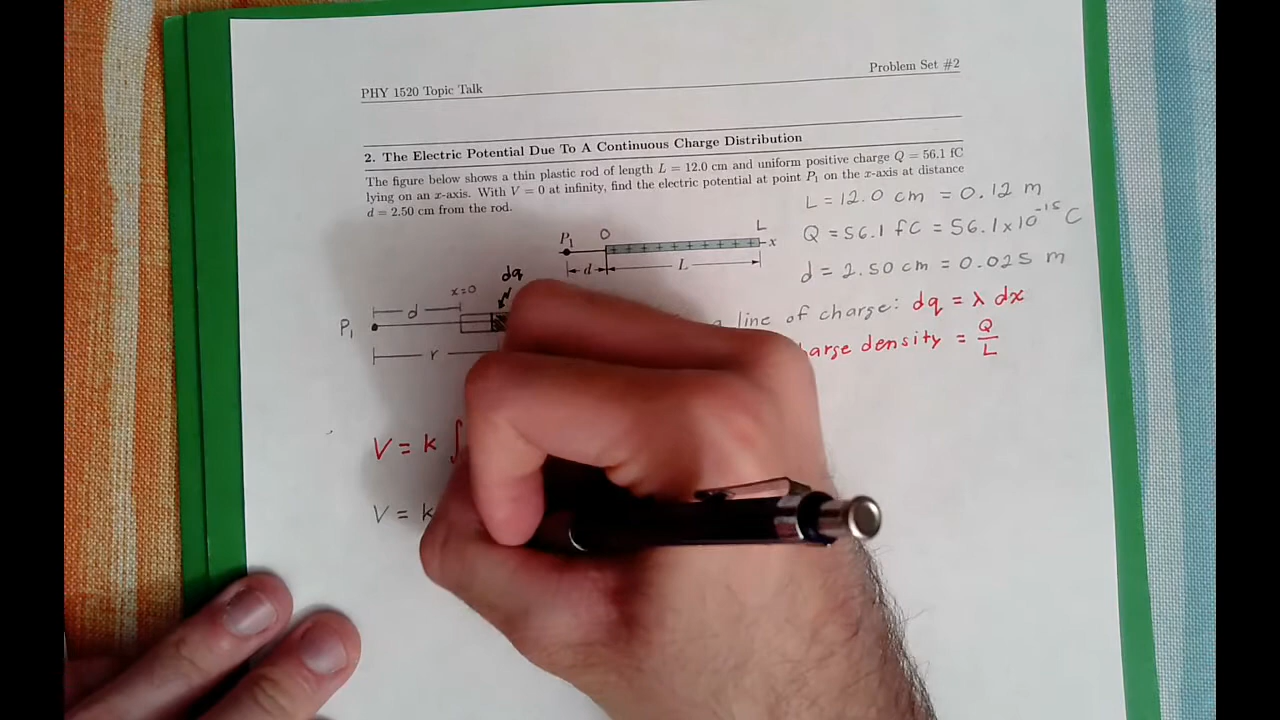 PHY 1520 Topic Talk
Problem Set #2
2. The Electric Potential Due To A Continuous Charge Distribution
The figure below shows a thin plastic rod of length L = 12.0 cm and uniform positive charge Q = 56.1 fC
lying on an x-axis. With V = 0 at infinity, find the electric potential at point P₁ on the x-axis at distance
d = 2.50 cm from the rod.
L = 12.0 cm = 0.12 m
Q = 56.1 fC = 56.1 x 10⁻¹⁵ C
d = 2.50 cm = 0.025 m
P₁ 0 L
x
d L
dq
x=0
d
P₁
r
line of charge: dq = λ dx
charge density = Q/L
V = k ∫
V = k